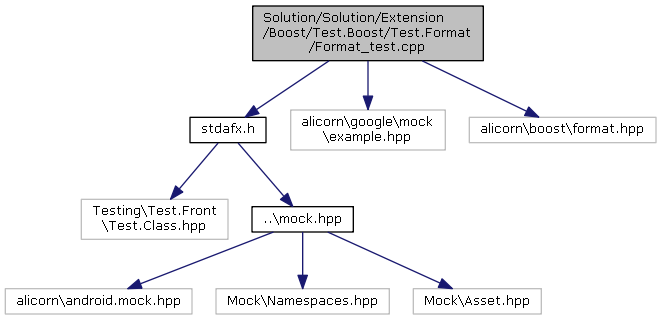 Solution/Solution/Extension
/Boost/Test.Boost/Test.Format
/Format_test.cpp
stdafx.h
alicorn\google\mock
\example.hpp
alicorn\boost\format.hpp
Testing\Test.Front
\Test.Class.hpp
..\mock.hpp
alicorn\android.mock.hpp
Mock\Namespaces.hpp
Mock\Asset.hpp